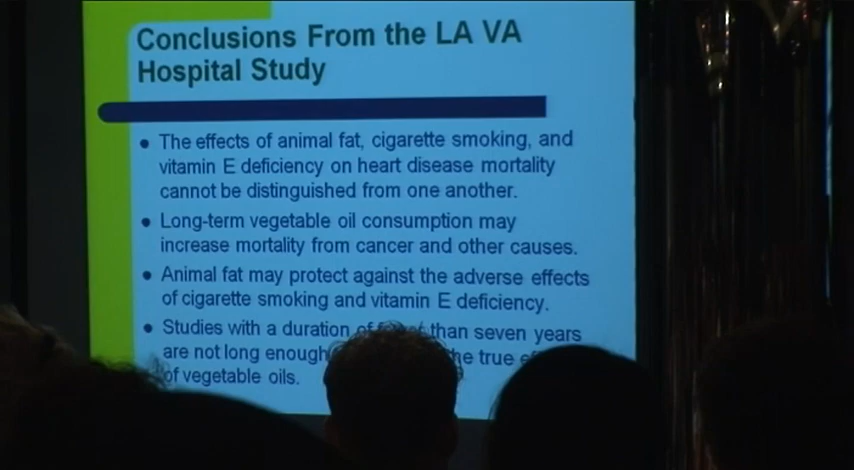 Conclusions From the LA VA
Hospital Study
• The effects of animal fat, cigarette smoking, and
vitamin E deficiency on heart disease mortality
cannot be distinguished from one another.
• Long-term vegetable oil consumption may
increase mortality from cancer and other causes.
• Animal fat may protect against the adverse effects
of cigarette smoking and vitamin E deficiency.
• Studies with a duration of than seven years
are not long enough the true
of vegetable oils.